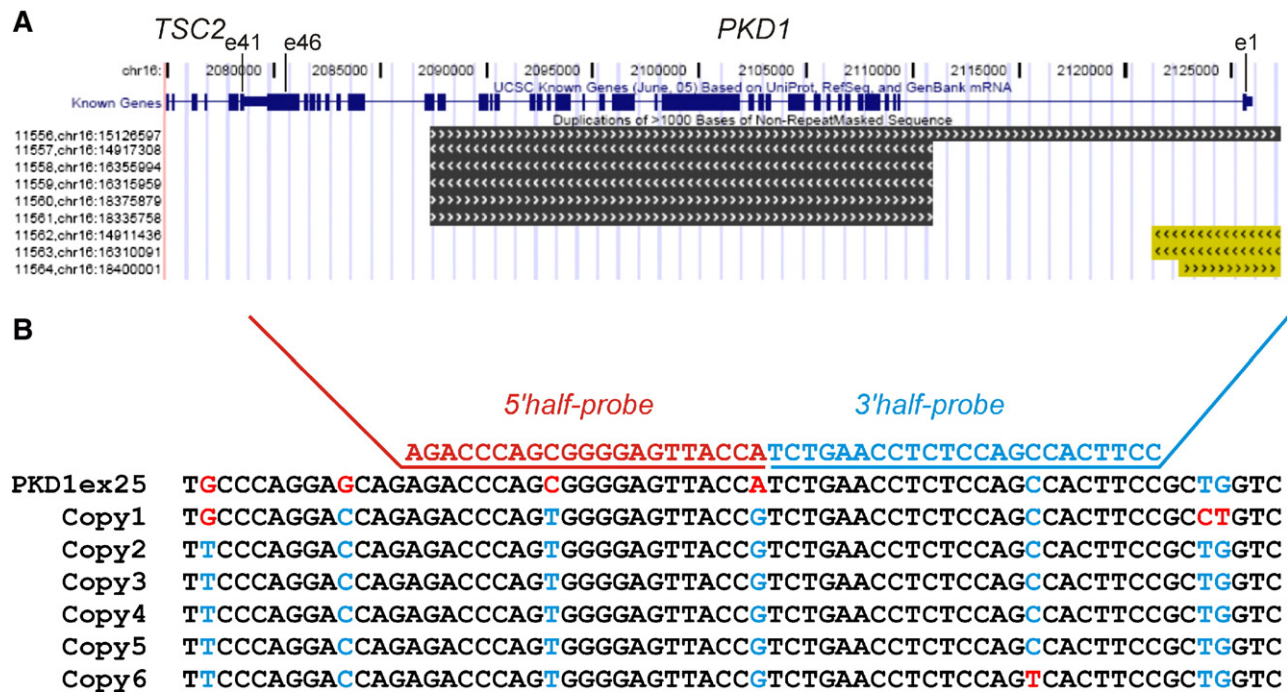 A
TSC2 PKD1
e41 e46 e1
chr16: 2080000 2085000 2090000 2095000 2100000 2105000 2110000 2115000 2120000 2125000
UCSC Known Genes (June, 05) Based on UniProt, RefSeq, and GenBank mRNA
Known Genes
Duplications of >1000 Bases of Non-RepeatMasked Sequence
11556,chr16:15126597
11557,chr16:14917308
11558,chr16:16355994
11559,chr16:16315959
11560,chr16:18375879
11561,chr16:18335758
11562,chr16:14911436
11563,chr16:16310091
11564,chr16:18400001
B
5'half-probe 3'half-probe
AGACCCAGCGGGGAGTTACCATCTGAACCTCTCCAGCCACTTCC
PKD1ex25 TGCCCAGGAGCAGAGACCCAGCGGGGAGTTACCATCTGAACCTCTCCAGCCACTTCCGCTGGTC
Copy1 TGCCCAGGACCAGAGACCCAGTGGGGAGTTACCGTCTGAACCTCTCCAGCCACTTCCGCCTGTC
Copy2 TTCCCAGGACCAGAGACCCAGTGGGGAGTTACCGTCTGAACCTCTCCAGCCACTTCCGCTGGTC
Copy3 TTCCCAGGACCAGAGACCCAGTGGGGAGTTACCGTCTGAACCTCTCCAGCCACTTCCGCTGGTC
Copy4 TTCCCAGGACCAGAGACCCAGTGGGGAGTTACCGTCTGAACCTCTCCAGCCACTTCCGCTGGTC
Copy5 TTCCCAGGACCAGAGACCCAGTGGGGAGTTACCGTCTGAACCTCTCCAGCCACTTCCGCTGGTC
Copy6 TTCCCAGGACCAGAGACCCAGTGGGGAGTTACCGTCTGAACCTCTCCAGTCACTTCCGCTGGTC